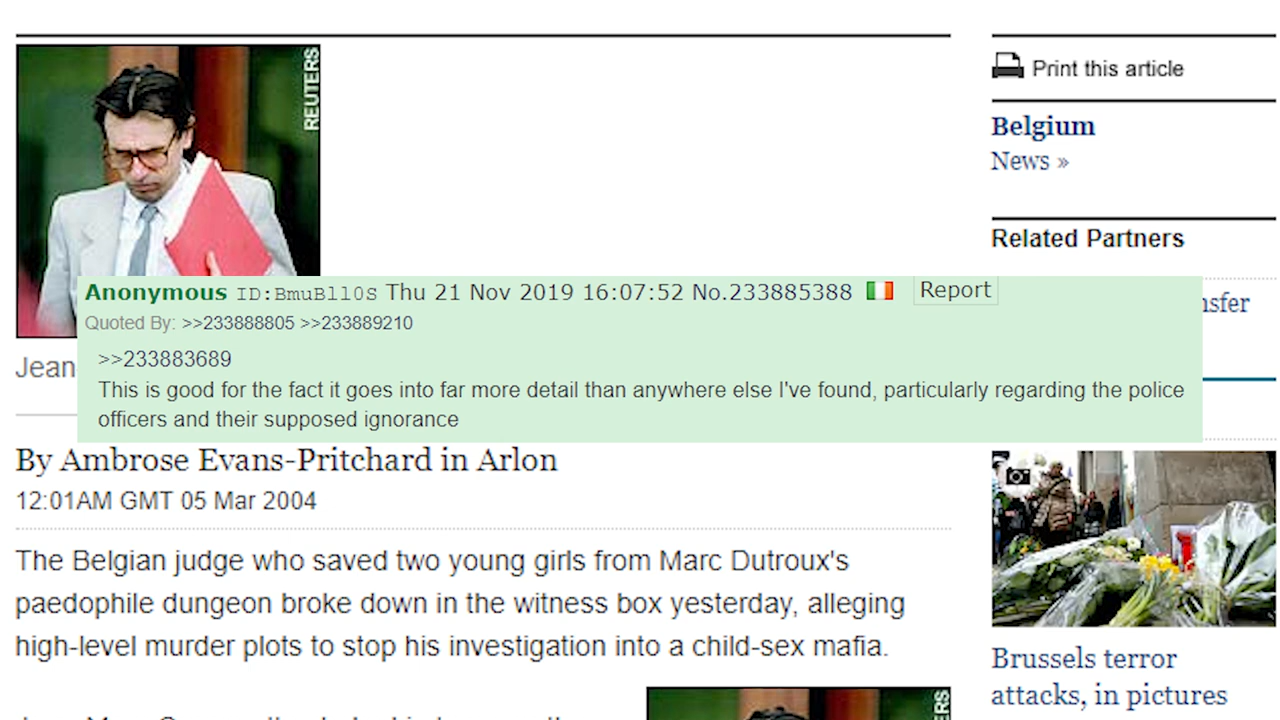 REUTERS
Print this article
Belgium
News »
Related Partners
nsfer
Anonymous ID:BmuBll0S Thu 21 Nov 2019 16:07:52 No.233885388 Report
Quoted By: >>233888805 >>233889210
>>233883689
This is good for the fact it goes into far more detail than anywhere else I've found, particularly regarding the police
officers and their supposed ignorance
Jean
By Ambrose Evans-Pritchard in Arlon
12:01AM GMT 05 Mar 2004
The Belgian judge who saved two young girls from Marc Dutroux's
paedophile dungeon broke down in the witness box yesterday, alleging
high-level murder plots to stop his investigation into a child-sex mafia.
ERS
Brussels terror
attacks, in pictures